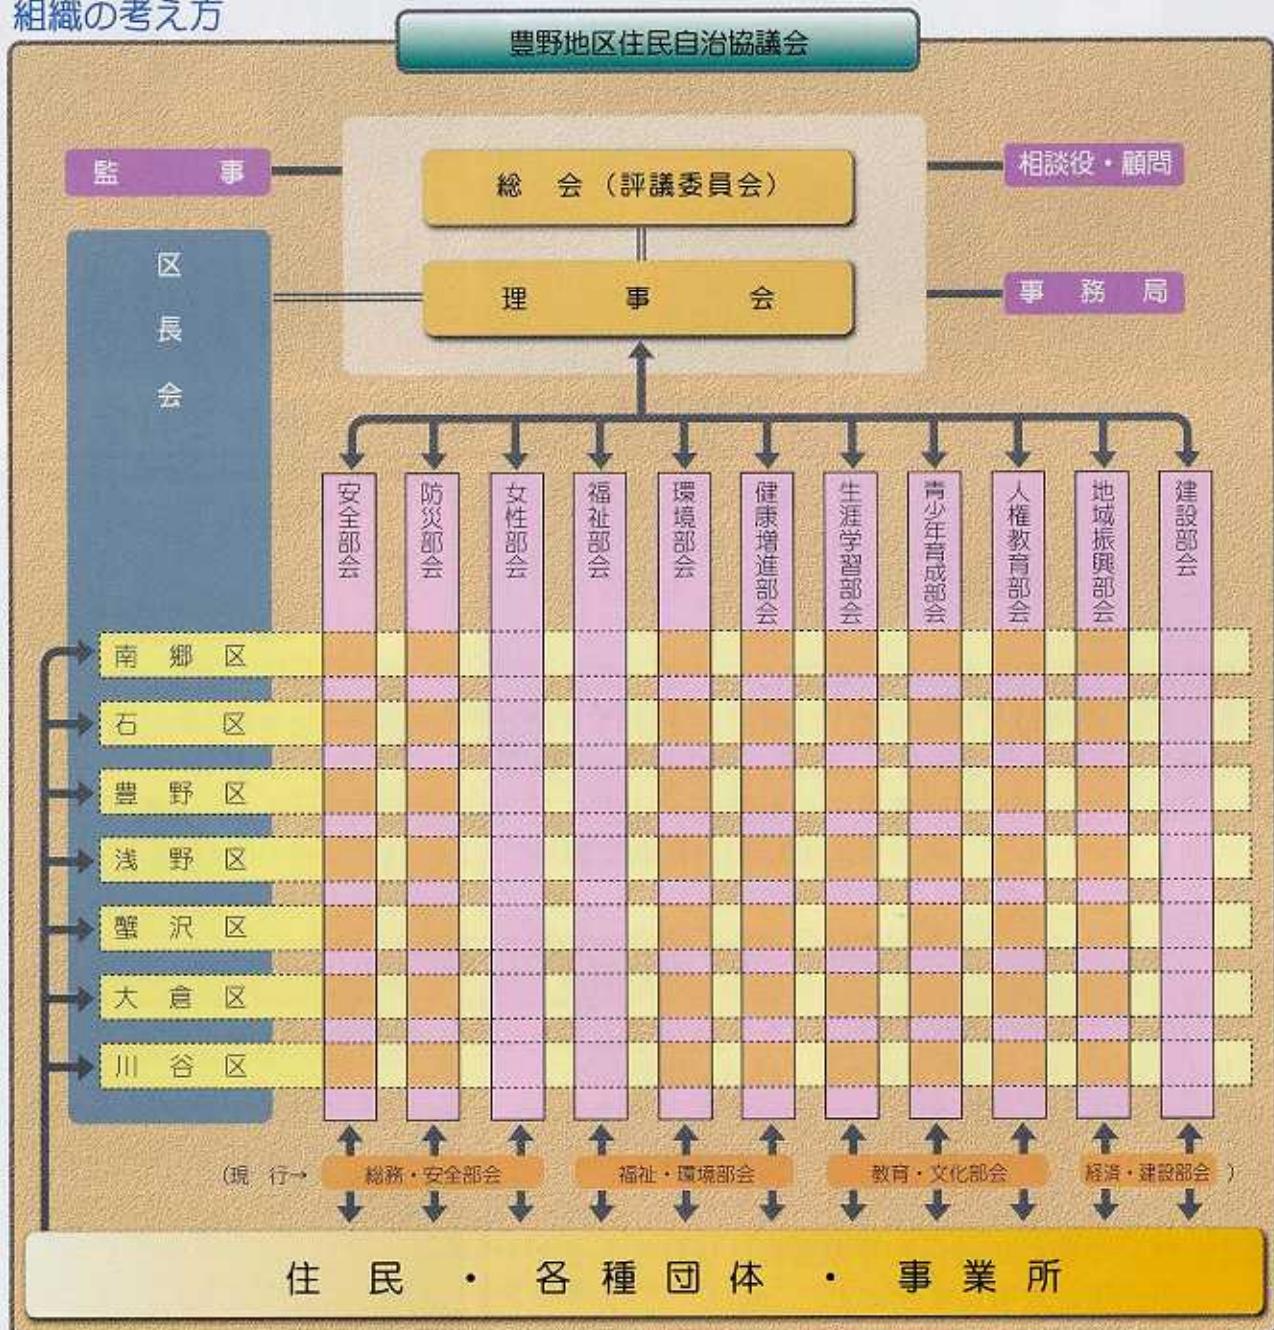 組織の考え方
豊野地区住民自治協議会
監事
総会（評議委員会）
相談役・顧問
区長会
理事会
事務局
安全部会
防災部会
女性部会
福祉部会
環境部会
健康増進部会
生涯学習部会
青少年育成部会
人権教育部会
地域振興部会
建設部会
南郷区
石区
豊野区
浅野区
蟹沢区
大倉区
川谷区
（現行→ 総務・安全部会 福祉・環境部会 教育・文化部会 経済・建設部会 ）
住民・各種団体・事業所